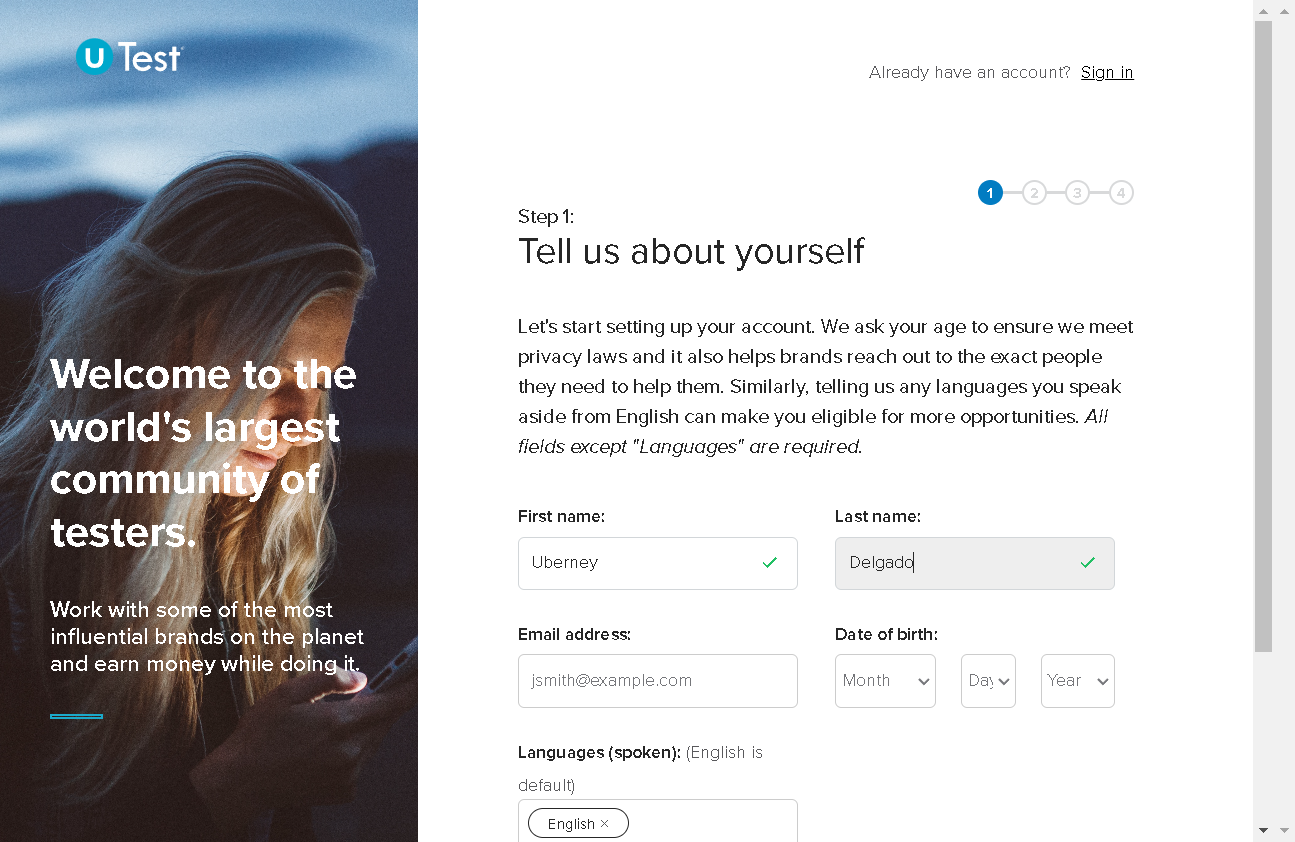 U Test
Already have an account? Sign in
1 2 3 4
Step 1:
Tell us about yourself
Let's start setting up your account. We ask your age to ensure we meet
privacy laws and it also helps brands reach out to the exact people
they need to help them. Similarly, telling us any languages you speak
aside from English can make you eligible for more opportunities. All
fields except "Languages" are required.
Welcome to the
world's largest
community of
testers.
Work with some of the most
influential brands on the planet
and earn money while doing it.
First name: Last name:
Uberney Delgado
Email address: Date of birth:
jsmith@example.com Month Day Year
Languages (spoken): (English is
default)
English ×